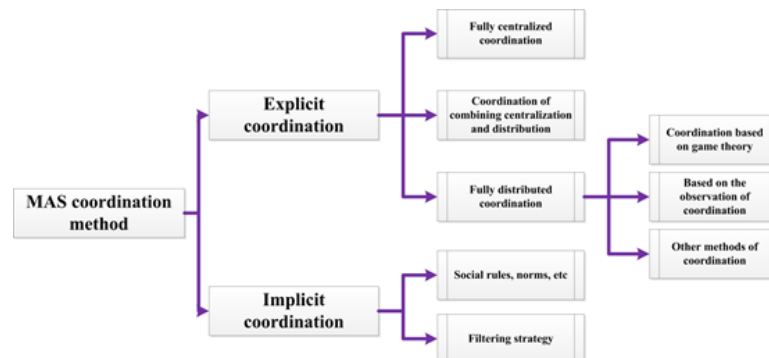 Fully centralized
coordination
Explicit
coordination
Coordination of
combining centralization
and distribution
Coordination based
on game theory
MAS coordination
method
Fully distributed
coordination
Based on the
observation of
coordination
Other methods of
coordination
Implicit
coordination
Social rules, norms, etc
Filtering strategy